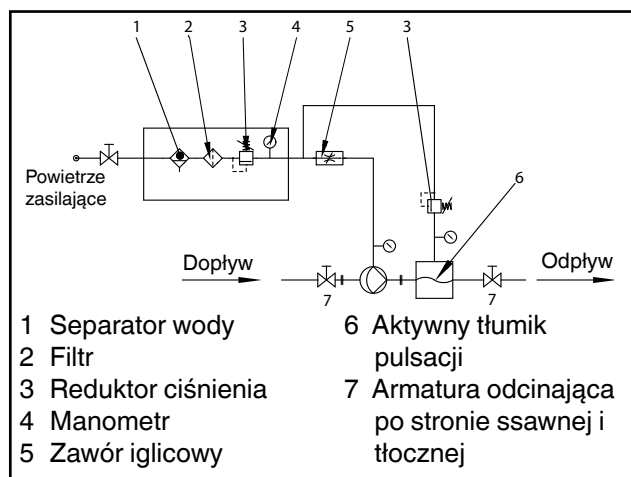 1 2 3 4 5 3
Powietrze
zasilające
6
Dopływ
Odpływ
7 7
1 Separator wody
2 Filtr
3 Reduktor ciśnienia
4 Manometr
5 Zawór iglicowy
6 Aktywny tłumik
pulsacji
7 Armatura odcinająca
po stronie ssawnej i
tłocznej